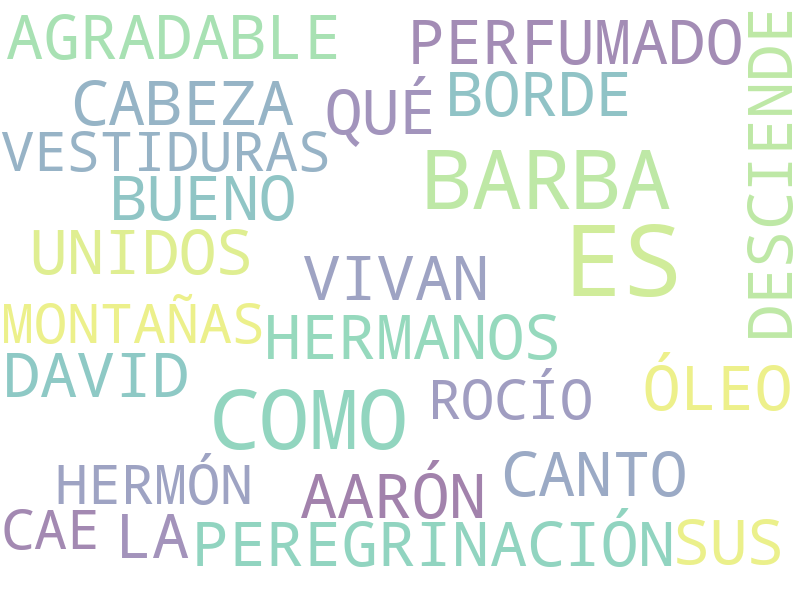 AGRADABLE
PERFUMADO
DESCIENDE
CABEZA
QUÉ
BORDE
VESTIDURAS
BUENO
BARBA
UNIDOS
VIVAN
ES
MONTAÑAS
HERMANOS
DAVID
COMO
ROCÍO
ÓLEO
HERMÓN
AARÓN
CANTO
CAE
LA
PEREGRINACIÓN
SUS